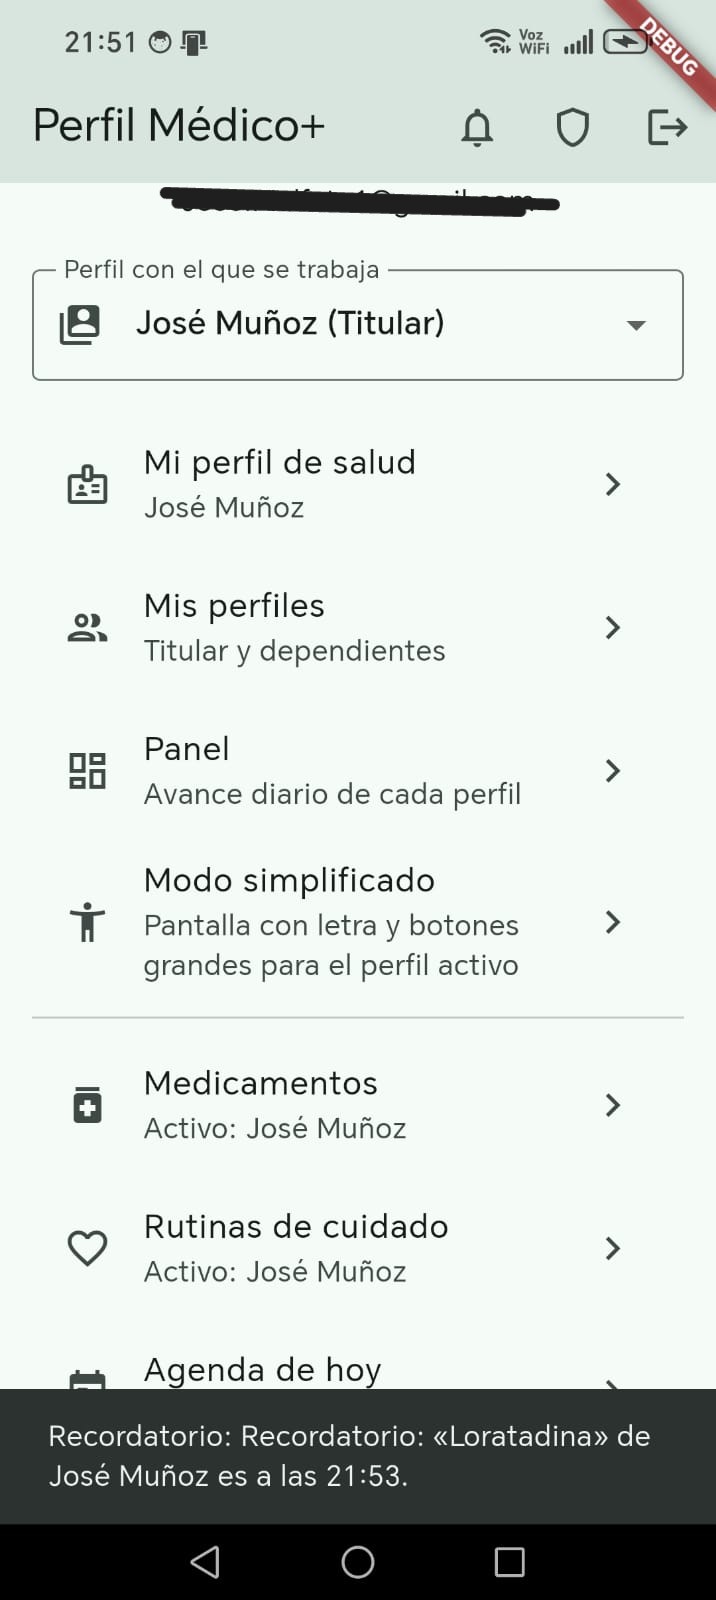 21:51
Voz
WiFi
DEBUG
Perfil Médico+
Perfil con el que se trabaja
José Muñoz (Titular)
Mi perfil de salud
José Muñoz
Mis perfiles
Titular y dependientes
Panel
Avance diario de cada perfil
Modo simplificado
Pantalla con letra y botones
grandes para el perfil activo
Medicamentos
Activo: José Muñoz
Rutinas de cuidado
Activo: José Muñoz
Agenda de hoy
Recordatorio: Recordatorio: «Loratadina» de
José Muñoz es a las 21:53.